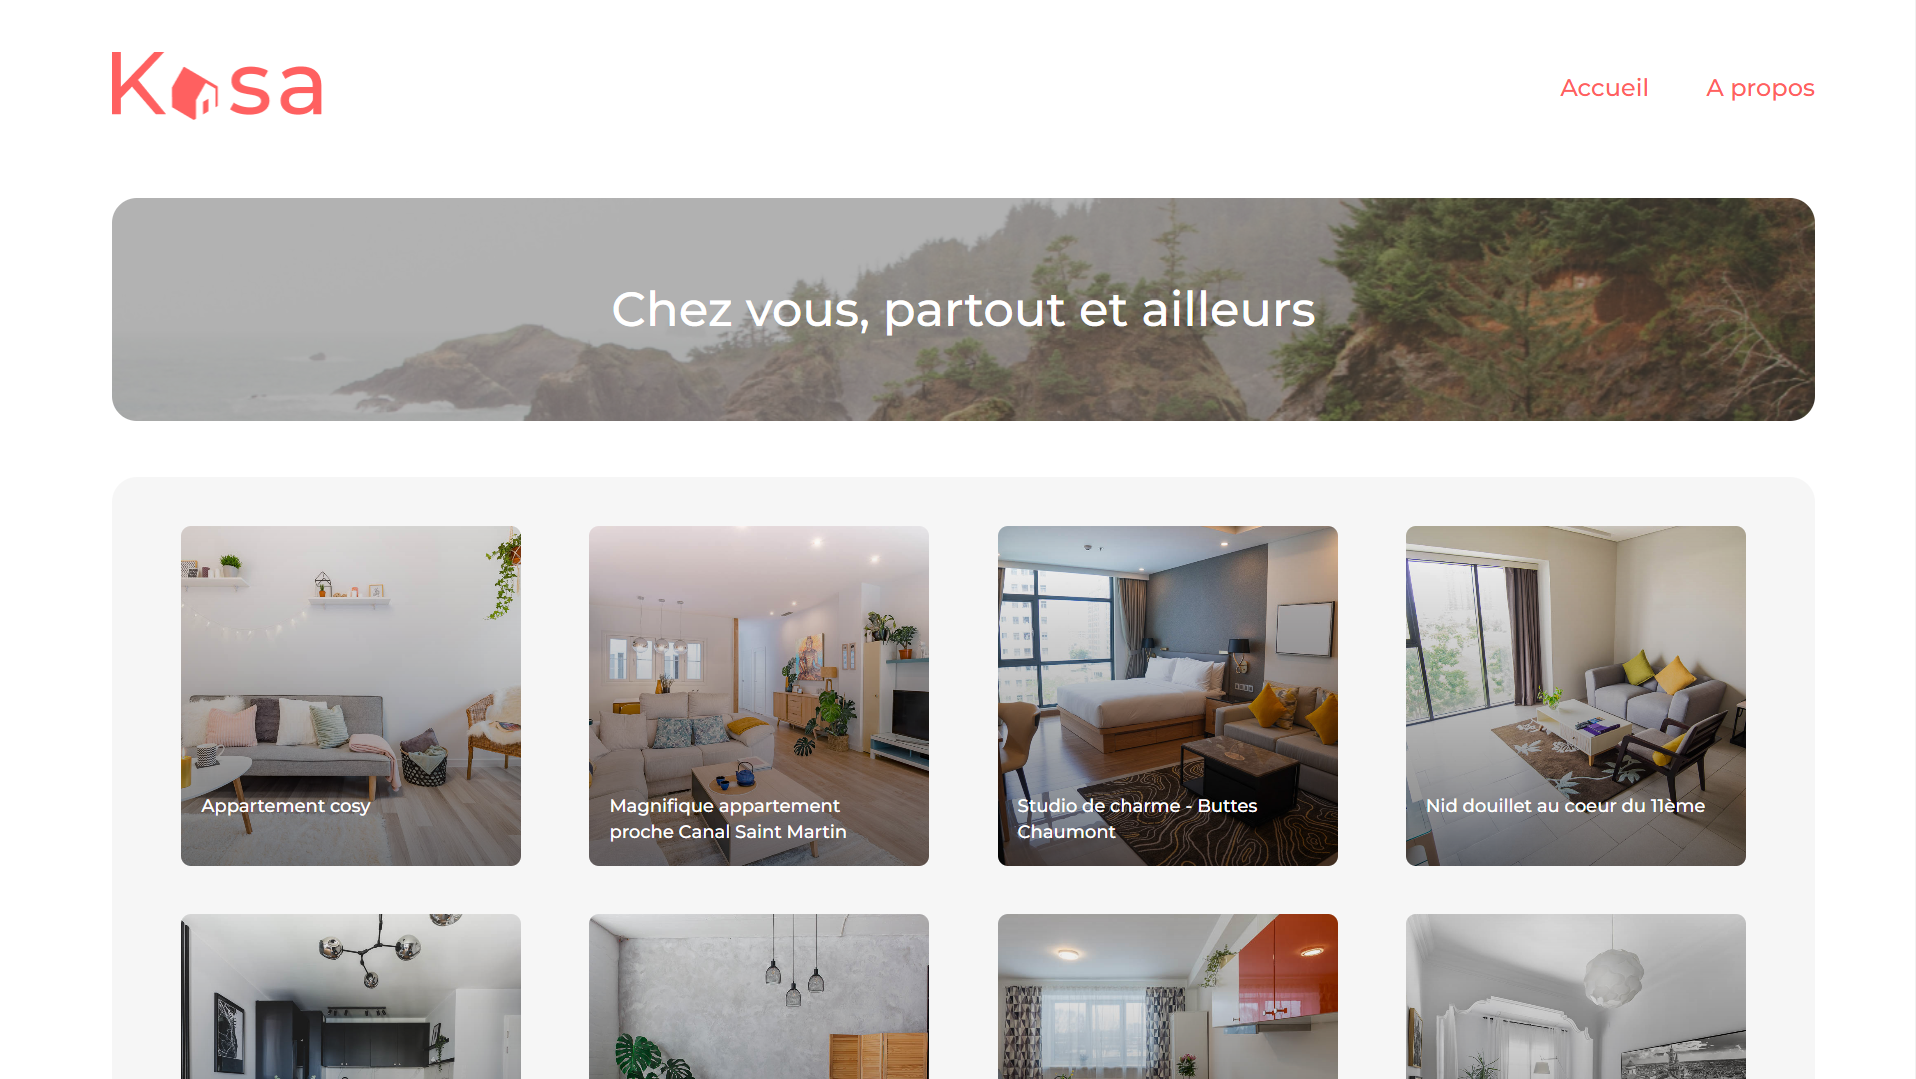 Kasa
Accueil
A propos
Chez vous, partout et ailleurs
Appartement cosy
Magnifique appartement
proche Canal Saint Martin
Studio de charme - Buttes
Chaumont
Nid douillet au coeur du 11ème